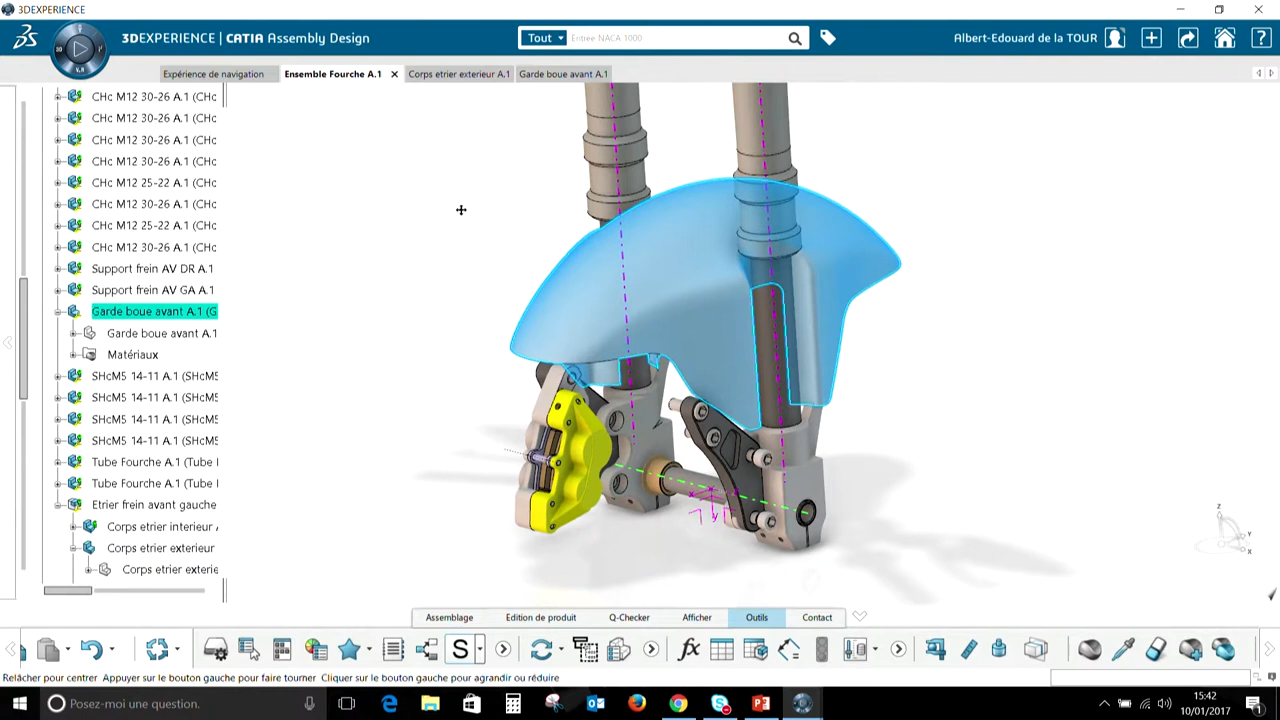 3DEXPERIENCE
3DEXPERIENCE | CATIA Assembly Design
Tout
Entrée NACA 1000
Albert-Edouard de la TOUR
Expérience de navigation
Ensemble Fourche A.1
Corps etrier exterieur A.1
Garde boue avant A.1
CHc M12 30-26 A.1 (CHc
CHc M12 30-26 A.1 (CHc
CHc M12 30-26 A.1 (CHc
CHc M12 30-26 A.1 (CHc
CHc M12 25-22 A.1 (CHc
CHc M12 30-26 A.1 (CHc
CHc M12 25-22 A.1 (CHc
CHc M12 30-26 A.1 (CHc
Support frein AV DR A.1
Support frein AV GA A.1
Garde boue avant A.1 (G
Garde boue avant A.1
Matériaux
SHcM5 14-11 A.1 (SHcM5
SHcM5 14-11 A.1 (SHcM5
SHcM5 14-11 A.1 (SHcM5
SHcM5 14-11 A.1 (SHcM5
Tube Fourche A.1 (Tube
Tube Fourche A.1 (Tube
Etrier frein avant gauche
Corps etrier interieur
Corps etrier exterieur
Corps etrier exterie
Z
Y
X
Assemblage
Edition de produit
Q-Checker
Afficher
Outils
Contact
S
fx
Relâcher pour centrer Appuyer sur le bouton gauche pour faire tourner Cliquer sur le bouton gauche pour agrandir ou réduire
Posez-moi une question.
15:42
10/01/2017